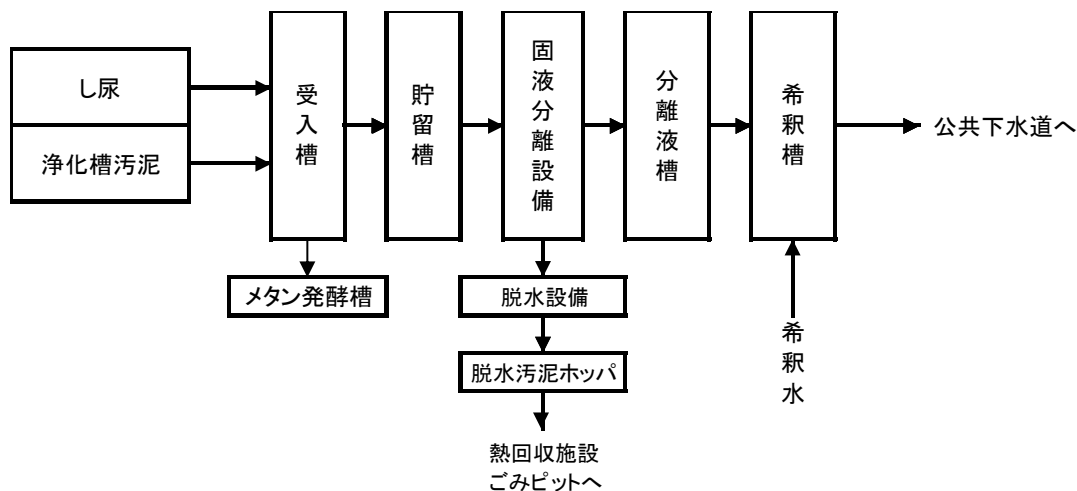 し尿
浄化槽汚泥
受入槽
貯留槽
固液分離設備
分離液槽
希釈槽
公共下水道へ
メタン発酵槽
脱水設備
脱水汚泥ホッパ
熱回収施設
ごみピットへ
希釈水